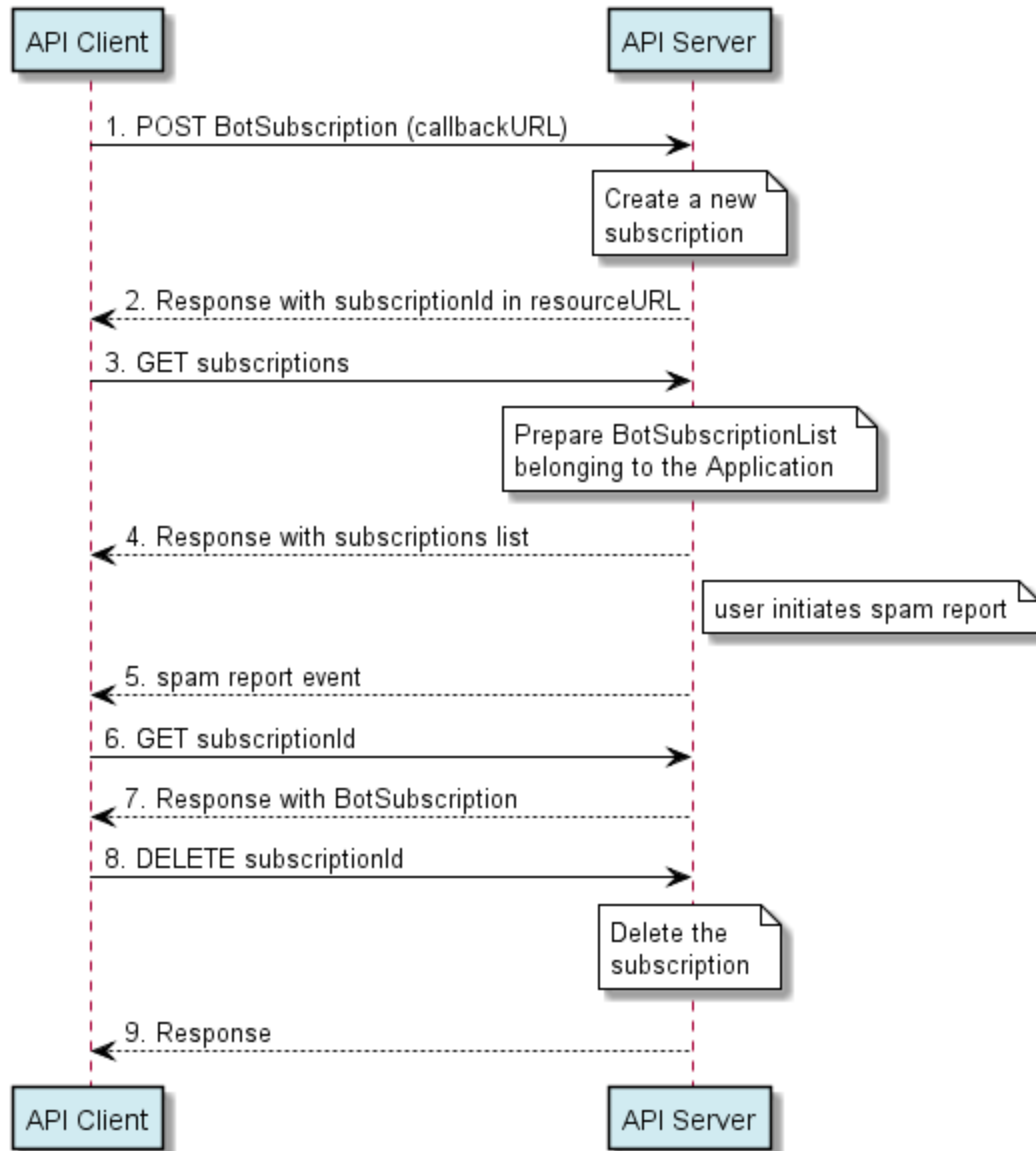 API Client
API Server
1. POST BotSubscription (callbackURL)
Create a new
subscription
2. Response with subscriptionId in resourceURL
3. GET subscriptions
Prepare BotSubscriptionList
belonging to the Application
4. Response with subscriptions list
user initiates spam report
5. spam report event
6. GET subscriptionId
7. Response with BotSubscription
8. DELETE subscriptionId
Delete the
subscription
9. Response
API Client
API Server